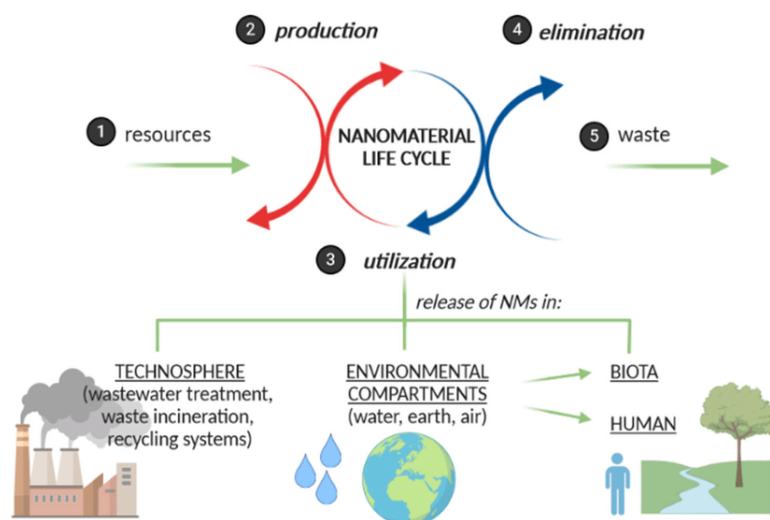 2 production
4 elimination
1 resources
NANOMATERIAL
LIFE CYCLE
5 waste
3 utilization
release of NMs in:
TECHNOSPHERE
(wastewater treatment,
waste incineration,
recycling systems)
ENVIRONMENTAL
COMPARTMENTS
(water, earth, air)
BIOTA
HUMAN